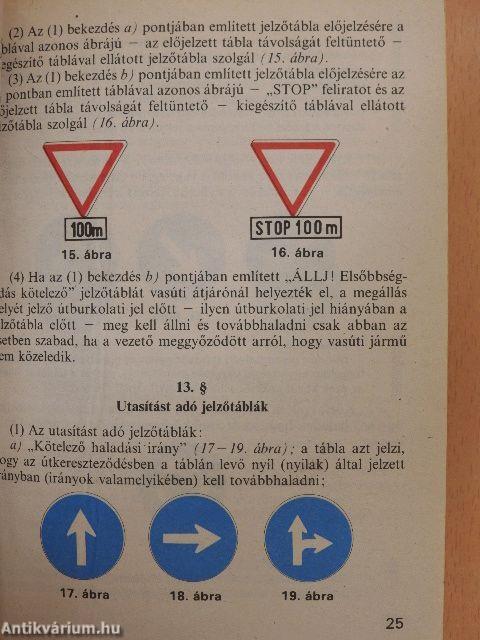 (2) Az (1) bekezdés a) pontjában említett jelzőtábla előjelzésére a
blával azonos ábrájú — az előjelzett tábla távolságát feltüntető —
egészítő táblával ellátott jelzőtábla szolgál (15. ábra).
(3) Az (1) bekezdés b) pontjában említett jelzőtábla előjelzésére az
pontban említett táblával azonos ábrájú — „STOP" feliratot és az
őjelzett tábla távolságát feltüntető — kiegészítő táblával ellátott
lzőtábla szolgál (16. ábra).
100m
STOP 100 m
15. ábra
16. ábra
(4) Ha az (1) bekezdés b) pontjában említett „ÁLLJ! Elsőbbség-
dás kötelező" jelzőtáblát vasúti átjárónál helyezték el, a megállás
elyét jelző útburkolati jel előtt — ilyen útburkolati jel hiányában a
lzőtábla előtt — meg kell állni és továbbhaladni csak abban az
setben szabad, ha a vezető meggyőződött arról, hogy vasúti jármű
em közeledik.
13. §
Utasítást adó jelzőtáblák
(1) Az utasítást adó jelzőtáblák:
a) „Kötelező haladási irány" (17—19. ábra); a tábla azt jelzi,
ogy az útkereszteződésben a táblán levő nyíl (nyilak) által jelzett
rányban (irányok valamelyikében) kell továbbhaladni;
17. ábra
18. ábra
19. ábra
25
Antikvárium.hu